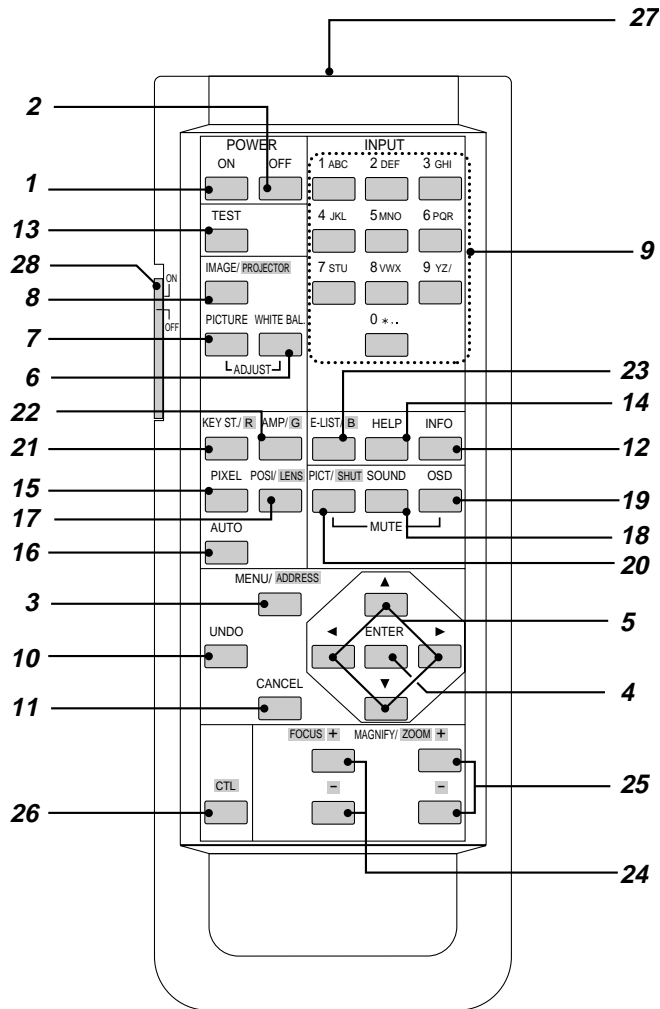 27
2
POWER INPUT
ON OFF 1 ABC 2 DEF 3 GHI
1
TEST 4 JKL 5 MNO 6 PQR
13
9
28
IMAGE/ PROJECTOR 7 STU 8 VWX 9 YZ/
ON
8
OFF
PICTURE WHITE BAL. 0 *..
7
ADJUST
6
23
22
14
KEY ST./ R AMP/ G E-LIST/ B HELP INFO
21
12
PIXEL POSI/ LENS PICT/ SHUT SOUND OSD
15
19
17
MUTE
18
AUTO
16
20
MENU/ ADDRESS ▲
3
5
UNDO ◄ ENTER ►
10
4
CANCEL ▼
11
FOCUS + MAGNIFY/ ZOOM +
CTL − −
25
26
24